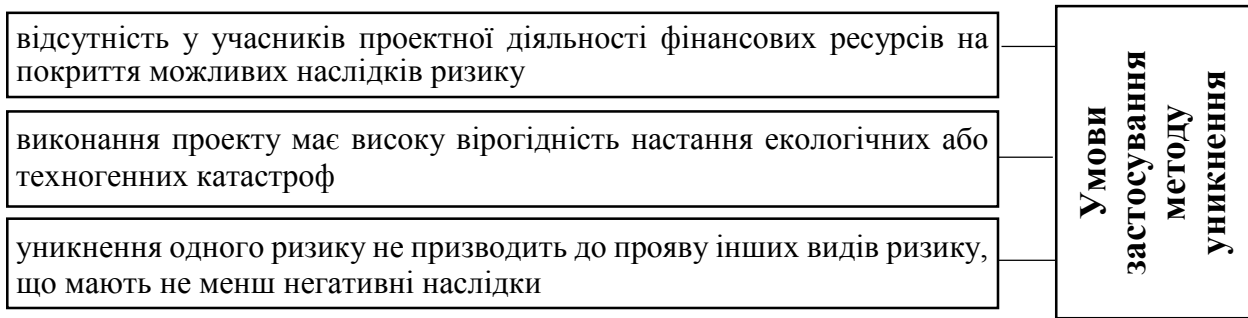 відсутність у учасників проектної діяльності фінансових ресурсів на
покриття можливих наслідків ризику
виконання проекту має високу вірогідність настання екологічних або
техногенних катастроф
уникнення одного ризику не призводить до прояву інших видів ризику,
що мають не менш негативні наслідки
Умови
застосування
методу
уникнення